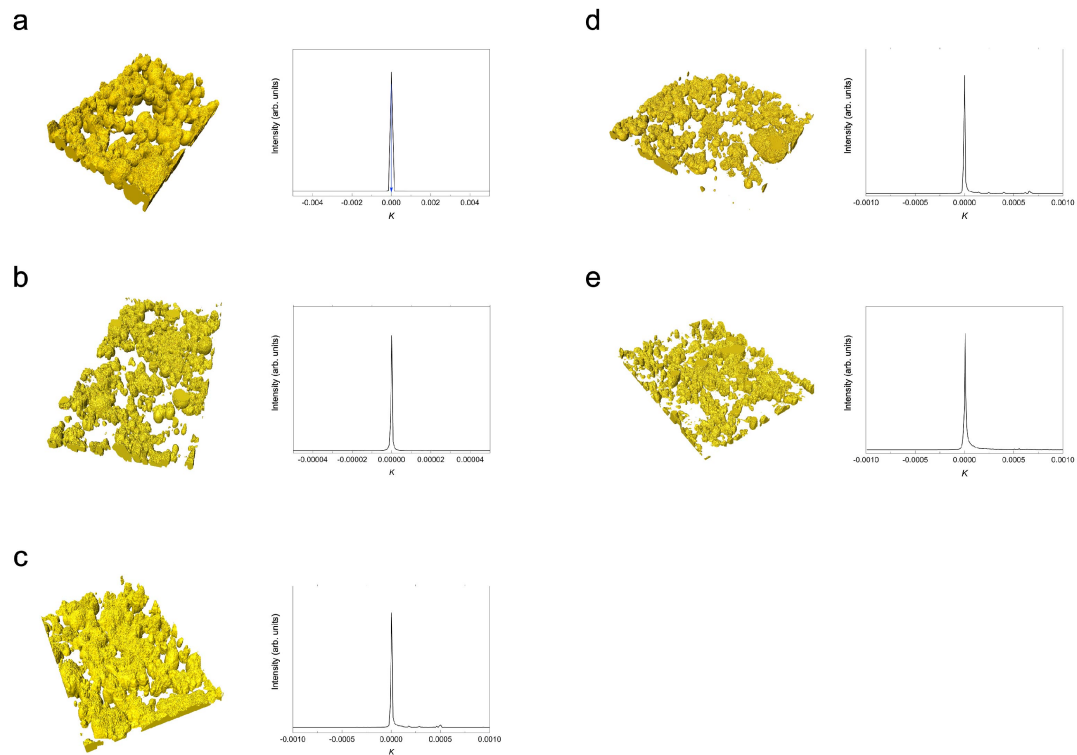 a
Intensity (arb. units)
-0.004 -0.002 0.000 0.002 0.004
K
b
Intensity (arb. units)
-0.00004 -0.00002 0.00000 0.00002 0.00004
K
c
Intensity (arb. units)
-0.0010 -0.0005 0.0000 0.0005 0.0010
K
d
Intensity (arb. units)
-0.0010 -0.0005 0.0000 0.0005 0.0010
K
e
Intensity (arb. units)
-0.0010 -0.0005 0.0000 0.0005 0.0010
K